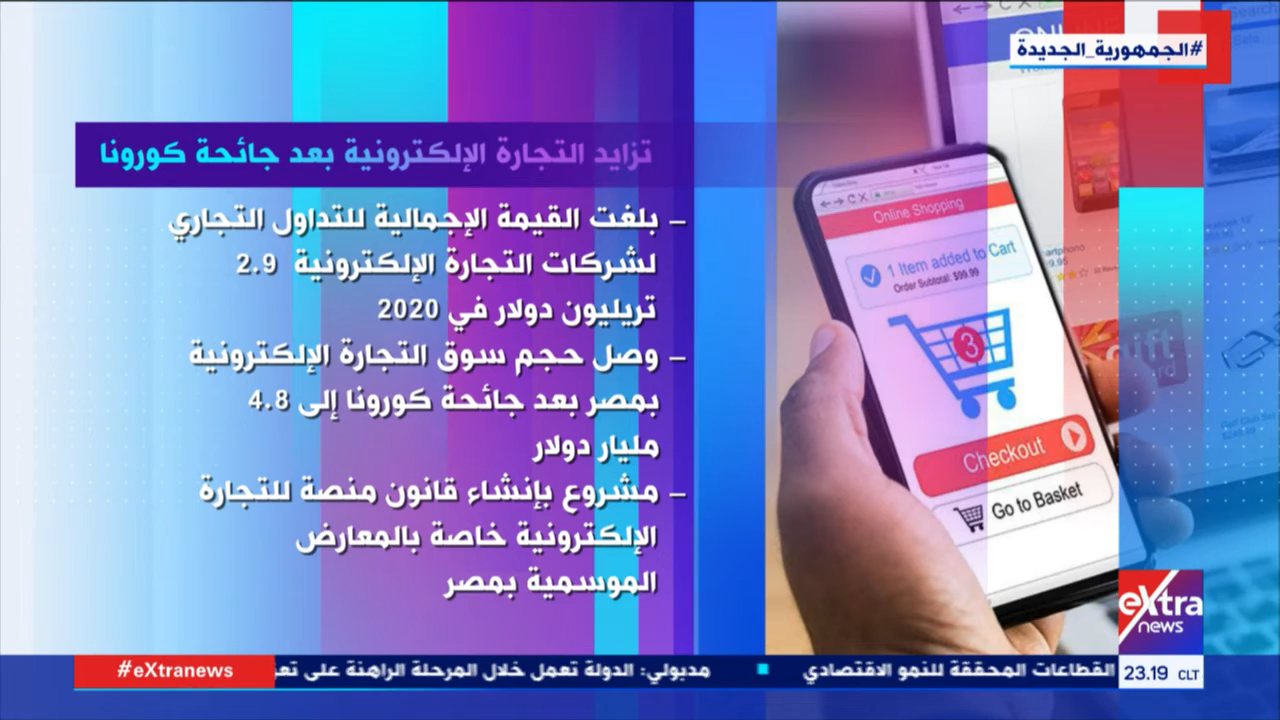 #الجمهورية_الجديدة
تزايد التجارة الإلكترونية بعد جائحة كورونا
– بلغت القيمة الإجمالية للتداول التجاري
لشركات التجارة الإلكترونية 2.9
تريليون دولار في 2020
– وصل حجم سوق التجارة الإلكترونية
بمصر بعد جائحة كورونا إلى 4.8
مليار دولار
– مشروع بإنشاء قانون منصة للتجارة
الإلكترونية خاصة بالمعارض
الموسمية بمصر
Online Shopping
1 Item added to Cart
Order Subtotal: $99.99
3
Checkout
Go to Basket
eXtra
news
القطاعات المحققة للنمو الاقتصادي
مدبولي: الدولة تعمل خلال المرحلة الراهنة على
#eXtranews
23.19 CLT